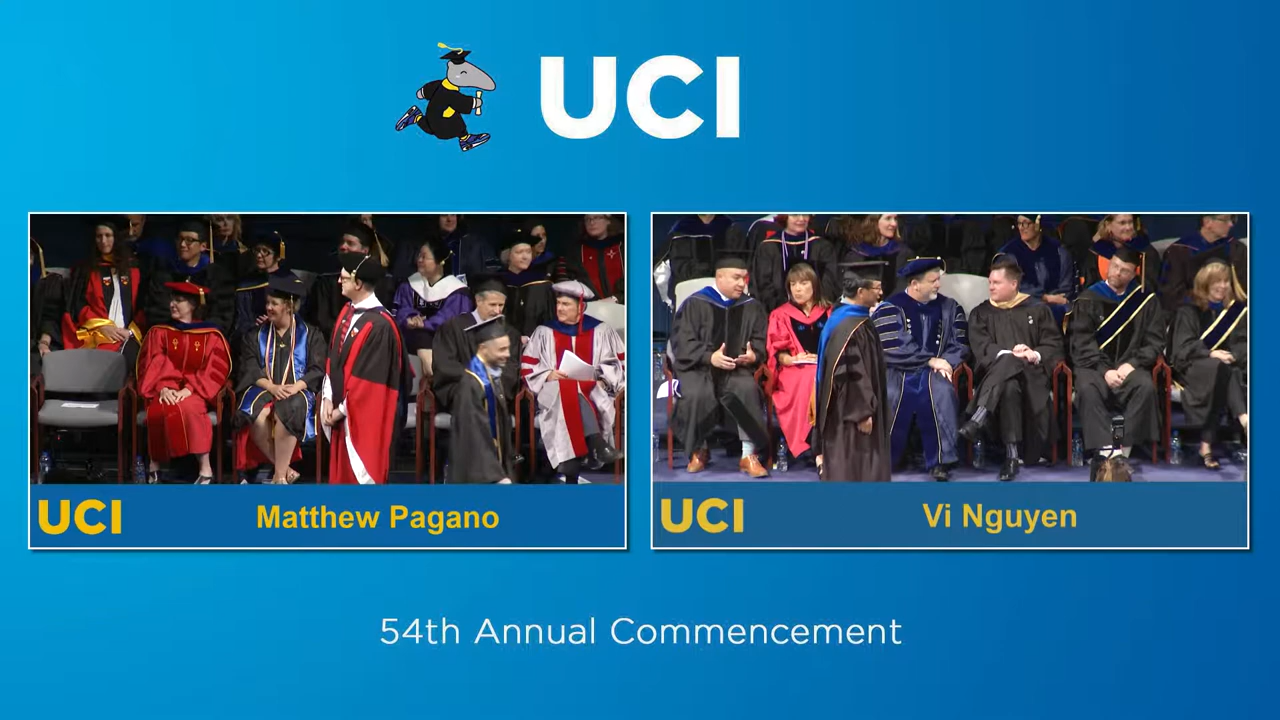 UCI
UCI
Matthew Pagano
UCI
Vi Nguyen
54th Annual Commencement